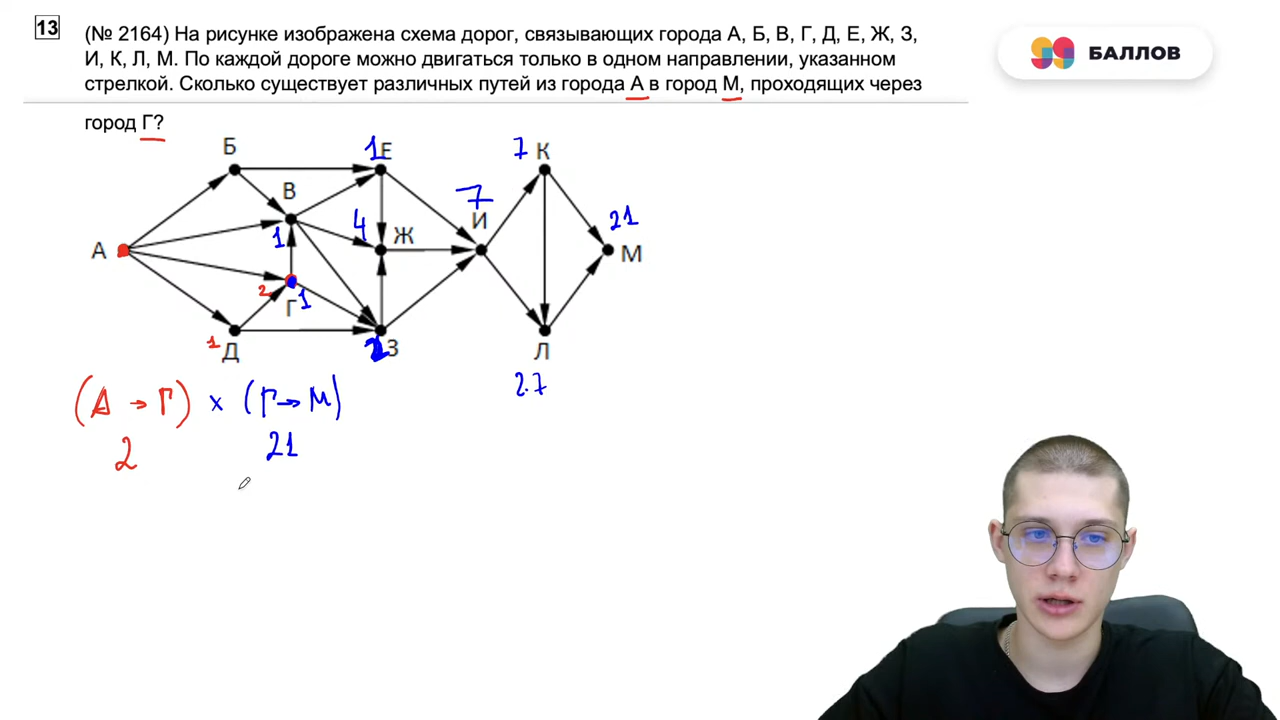 13
(№ 2164) На рисунке изображена схема дорог, связывающих города А, Б, В, Г, Д, Е, Ж, З,
И, К, Л, М. По каждой дороге можно двигаться только в одном направлении, указанном
стрелкой. Сколько существует различных путей из города А в город М, проходящих через
город Г?
БАЛЛОВ
Б
1 Е
7 К
В
4 Ж
7
И
21
М
А
1
2 Г 1
1 Д
2 З
Л
2·7
(А → Г) × (Г → М)
2 21